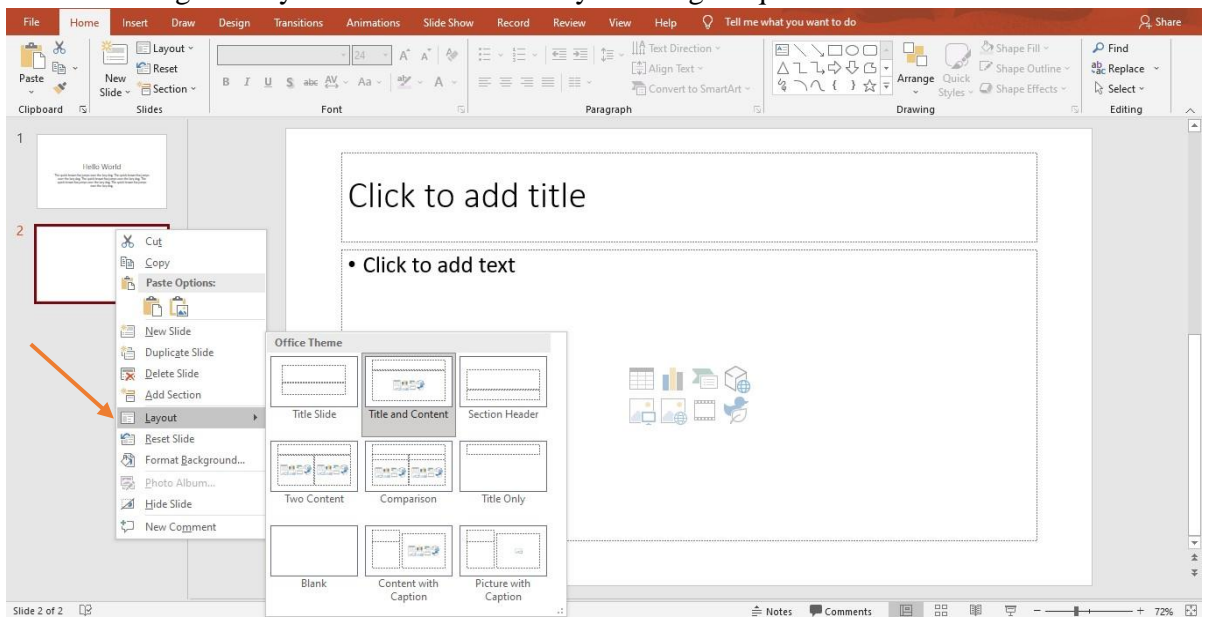 File Home Insert Draw Design Transitions Animations Slide Show Record Review View Help Tell me what you want to do Share
Paste
Clipboard
New Slide
Layout
Reset
Section
Slides
24
B I U S abc AV Aa A
Font
Text Direction
Align Text
Convert to SmartArt
Paragraph
Arrange
Quick Styles
Shape Fill
Shape Outline
Shape Effects
Drawing
Find
Replace
Select
Editing
1
Hello World
2
Cut
Copy
Paste Options:
New Slide
Duplicate Slide
Delete Slide
Add Section
Layout
Reset Slide
Format Background...
Photo Album...
Hide Slide
New Comment
Office Theme
Title Slide
Title and Content
Section Header
Two Content
Comparison
Title Only
Blank
Content with
Caption
Picture with
Caption
Click to add title
• Click to add text
Slide 2 of 2
Notes Comments 72%